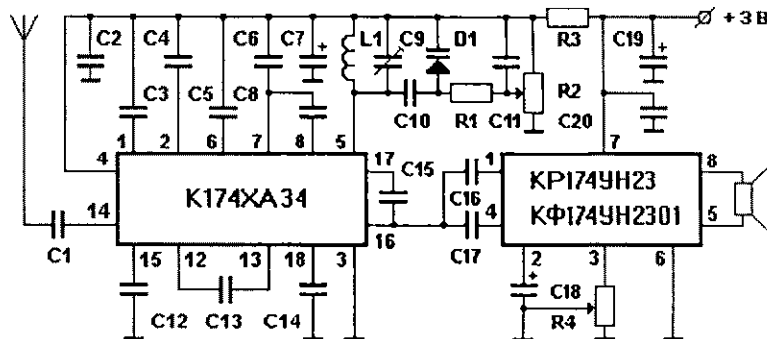 C2 C4 C6 C7 + L1 C9 D1 R3 C19 + + 3 В
C3 C5 C8 C10 R1 C11 R2 C20
1 2 6 7 8 5 7
4 17 C15 1 8
К174ХА34 C16 КР174УН23
КФ174УН2301
14 16 4 5
C1 C17
15 12 13 18 3 2 3 6
+ C18
C12 C13 C14 R4